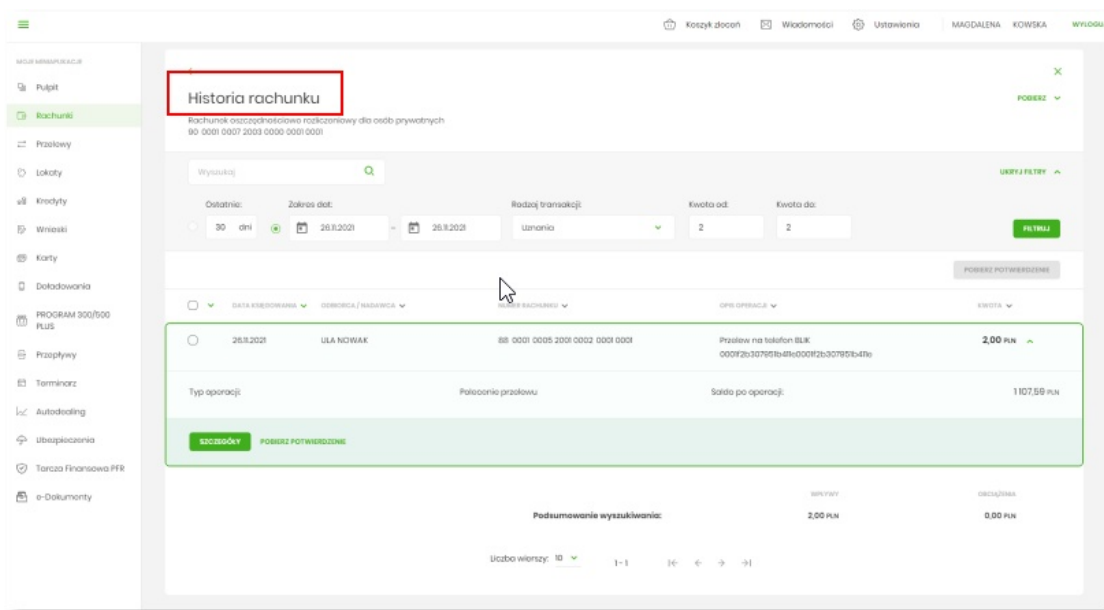 Koszyk zleceń Wiadomości Ustawienia MAGDALENA KOWSKA WYLOGU
MOJE MINIAPLIKACJE
Pulpit
Rachunki
Przelewy
Lokaty
Kredyty
Wnioski
Karty
Doładowania
PROGRAM 300/500
PLUS
Przepływy
Terminarz
Autodealing
Ubezpieczenia
Tarcza Finansowa PFR
e-Dokumenty
Historia rachunku
POBIERZ
Rachunek oszczędnościowo rozliczeniowy dla osób prywatnych
90 0001 0007 2003 0000 0001 0001
Wyszukaj
UKRYJ FILTRY
Ostatnie: Zakres dat: Rodzaj transakcji: Kwota od: Kwota do:
30 dni 26.11.2021 – 26.11.2021 Uznania 2 2 FILTRUJ
POBIERZ POTWIERDZENIE
DATA KSIĘGOWANIA ODBIORCA / NADAWCA NUMER RACHUNKU OPIS OPERACJI KWOTA
26.11.2021 ULA NOWAK 88 0001 0005 2001 0002 0001 0001 Przelew na telefon BLIK 2,00 PLN
Typ operacji: Polecenie przelewu Saldo po operacji: 1 107,59 PLN
SZCZEGÓŁY POBIERZ POTWIERDZENIE
WPŁYWY OBCIĄŻENIA
Podsumowanie wyszukiwania: 2,00 PLN 0,00 PLN
Liczba wierszy: 10 1-1